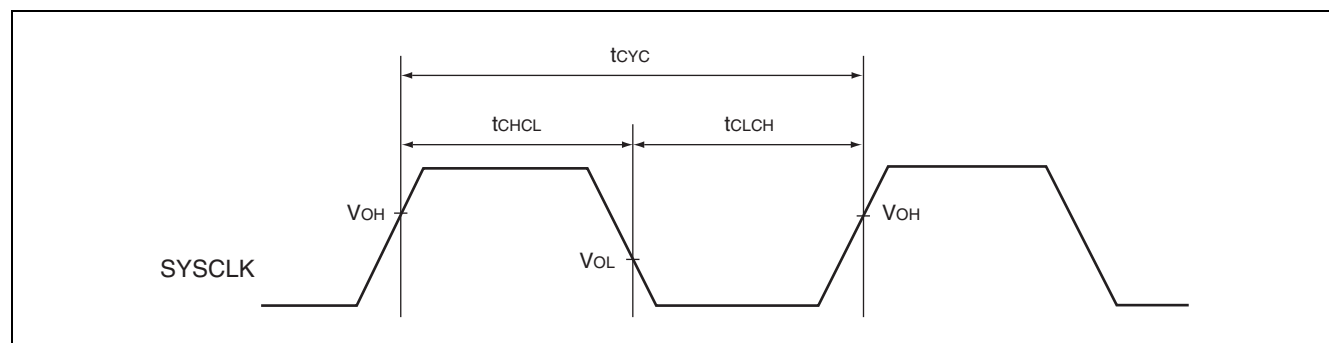 tCYC
tCHCL
tCLCH
VOH
VOH
VOL
SYSCLK